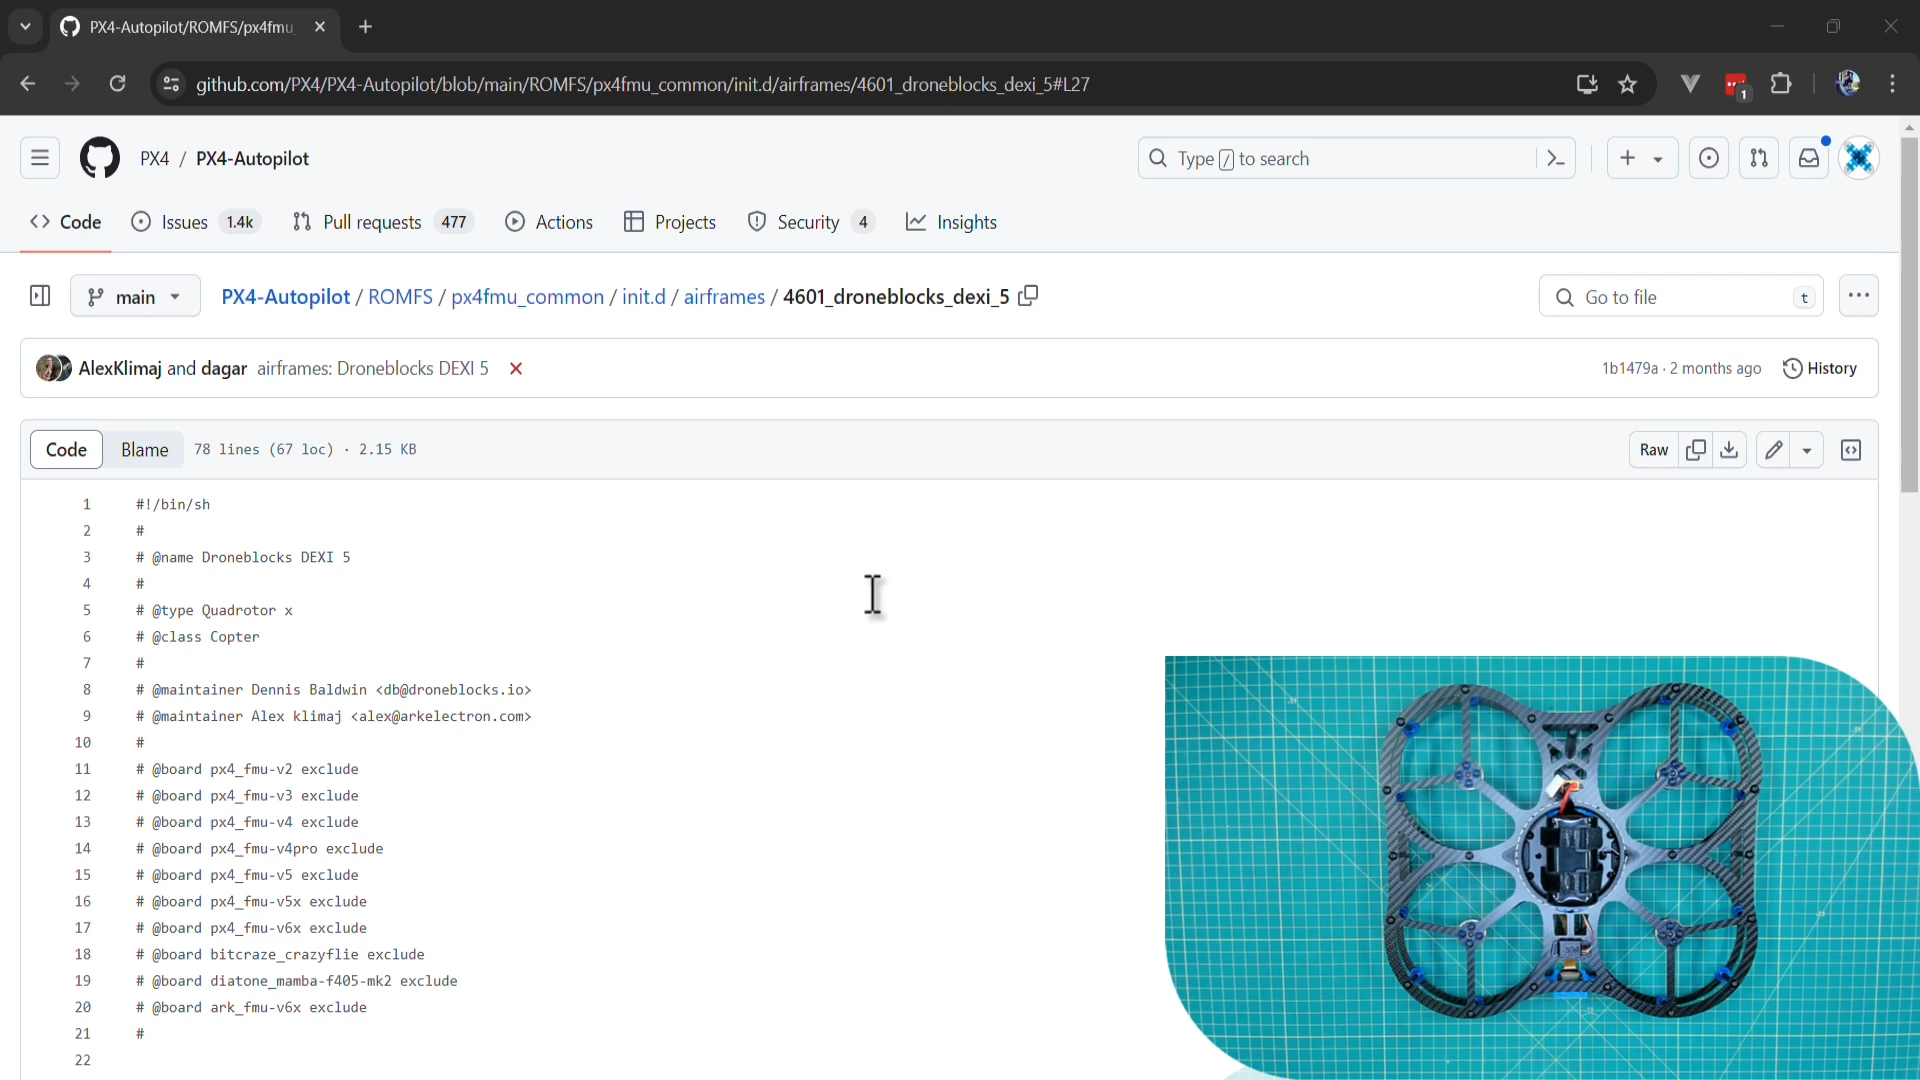 PX4-Autopilot/ROMFS/px4fmu_
github.com/PX4/PX4-Autopilot/blob/main/ROMFS/px4fmu_common/init.d/airframes/4601_droneblocks_dexi_5#L27
1
PX4 / PX4-Autopilot
Type / to search
Code
Issues 1.4k
Pull requests 477
Actions
Projects
Security 4
Insights
main
PX4-Autopilot / ROMFS / px4fmu_common / init.d / airframes / 4601_droneblocks_dexi_5
Go to file t
AlexKlimaj and dagar airframes: Droneblocks DEXI 5
1b1479a · 2 months ago
History
Code
Blame
78 lines (67 loc) · 2.15 KB
Raw
1 #!/bin/sh
2 #
3 # @name Droneblocks DEXI 5
4 #
5 # @type Quadrotor x
6 # @class Copter
7 #
8 # @maintainer Dennis Baldwin <db@droneblocks.io>
9 # @maintainer Alex klimaj <alex@arkelectron.com>
10 #
11 # @board px4_fmu-v2 exclude
12 # @board px4_fmu-v3 exclude
13 # @board px4_fmu-v4 exclude
14 # @board px4_fmu-v4pro exclude
15 # @board px4_fmu-v5 exclude
16 # @board px4_fmu-v5x exclude
17 # @board px4_fmu-v6x exclude
18 # @board bitcraze_crazyflie exclude
19 # @board diatone_mamba-f405-mk2 exclude
20 # @board ark_fmu-v6x exclude
21 #
22